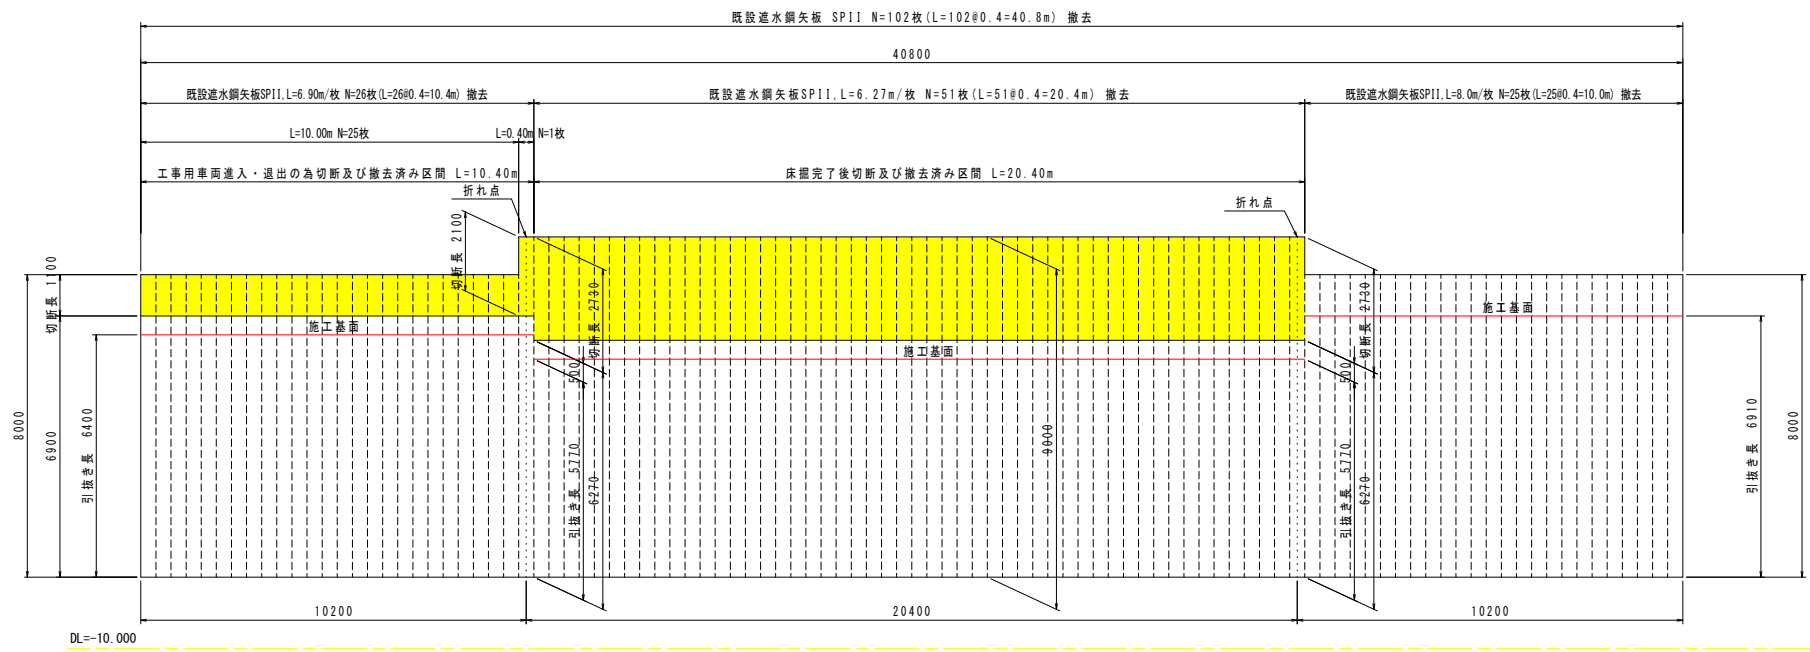 既設遮水鋼矢板 SPII N=102枚(L=102@0.4=40.8m) 撤去
40800
既設遮水鋼矢板SPII,L=6.90m/枚 N=26枚(L=26@0.4=10.4m) 撤去
既設遮水鋼矢板SPII,L=6.27m/枚 N=51枚(L=51@0.4=20.4m) 撤去
既設遮水鋼矢板SPII,L=8.0m/枚 N=25枚(L=25@0.4=10.0m) 撤去
L=10.00m N=25枚
L=0.40m N=1枚
工事用車両進入・退出の為切断及び撤去済み区間 L=10.40m
床掘完了後切断及び撤去済み区間 L=20.40m
折れ点
折れ点
切断長 2100
切断長 1100
切断長 2730
切断長 2730
施工基面
施工基面
施工基面
500
500
8000
6900
引抜き長 6400
引抜き長 5770
6270
9000
引抜き長 5770
6270
引抜き長 6910
8000
10200
20400
10200
DL=-10.000